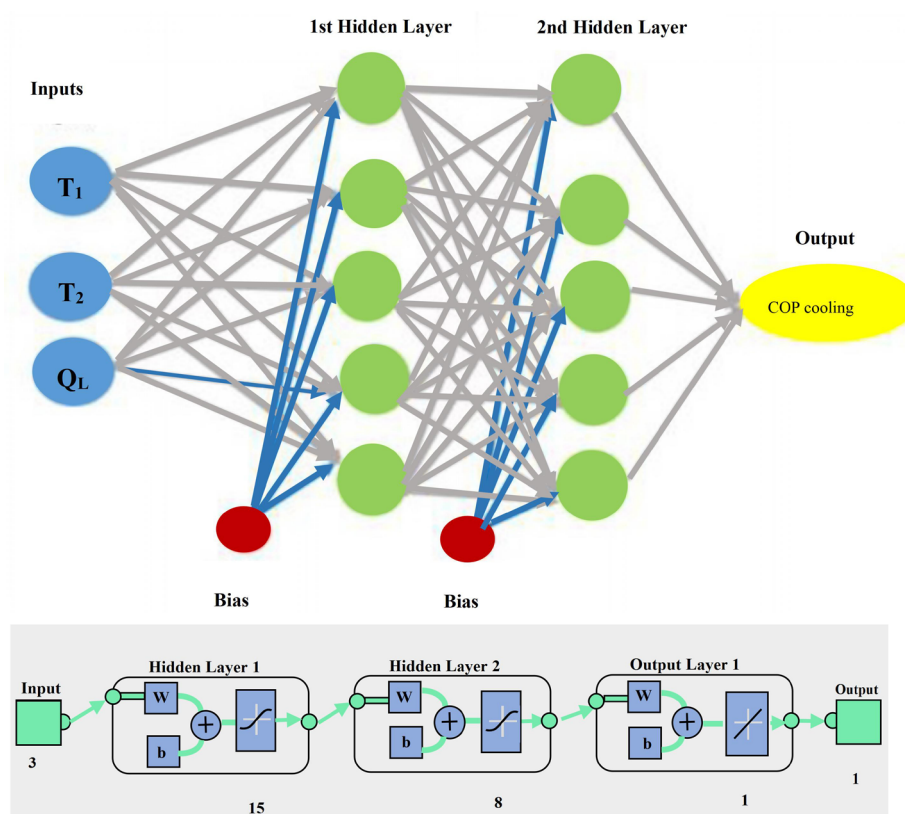 1st Hidden Layer
2nd Hidden Layer
Inputs
T1
T2
QL
Output
COP cooling
Bias
Bias
Hidden Layer 1
Hidden Layer 2
Output Layer 1
Input
W
b
+
W
b
+
W
b
+
Output
3
15
8
1
1